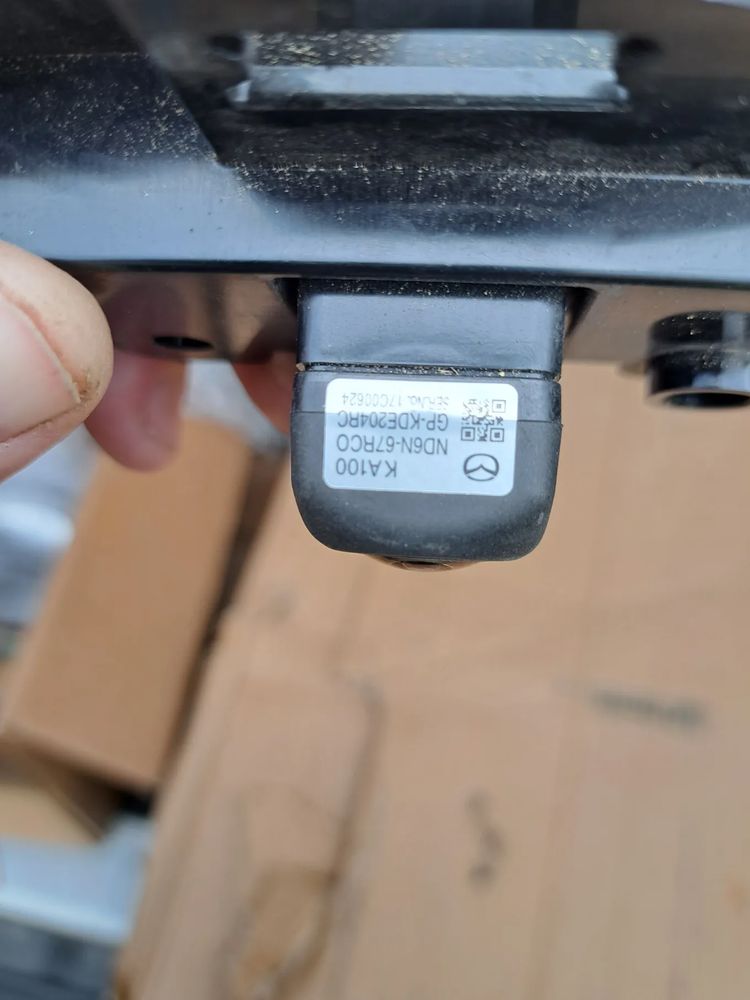 KA100
ND6N-67RC0
GP-KDE204RC
SER.No. 17C00624